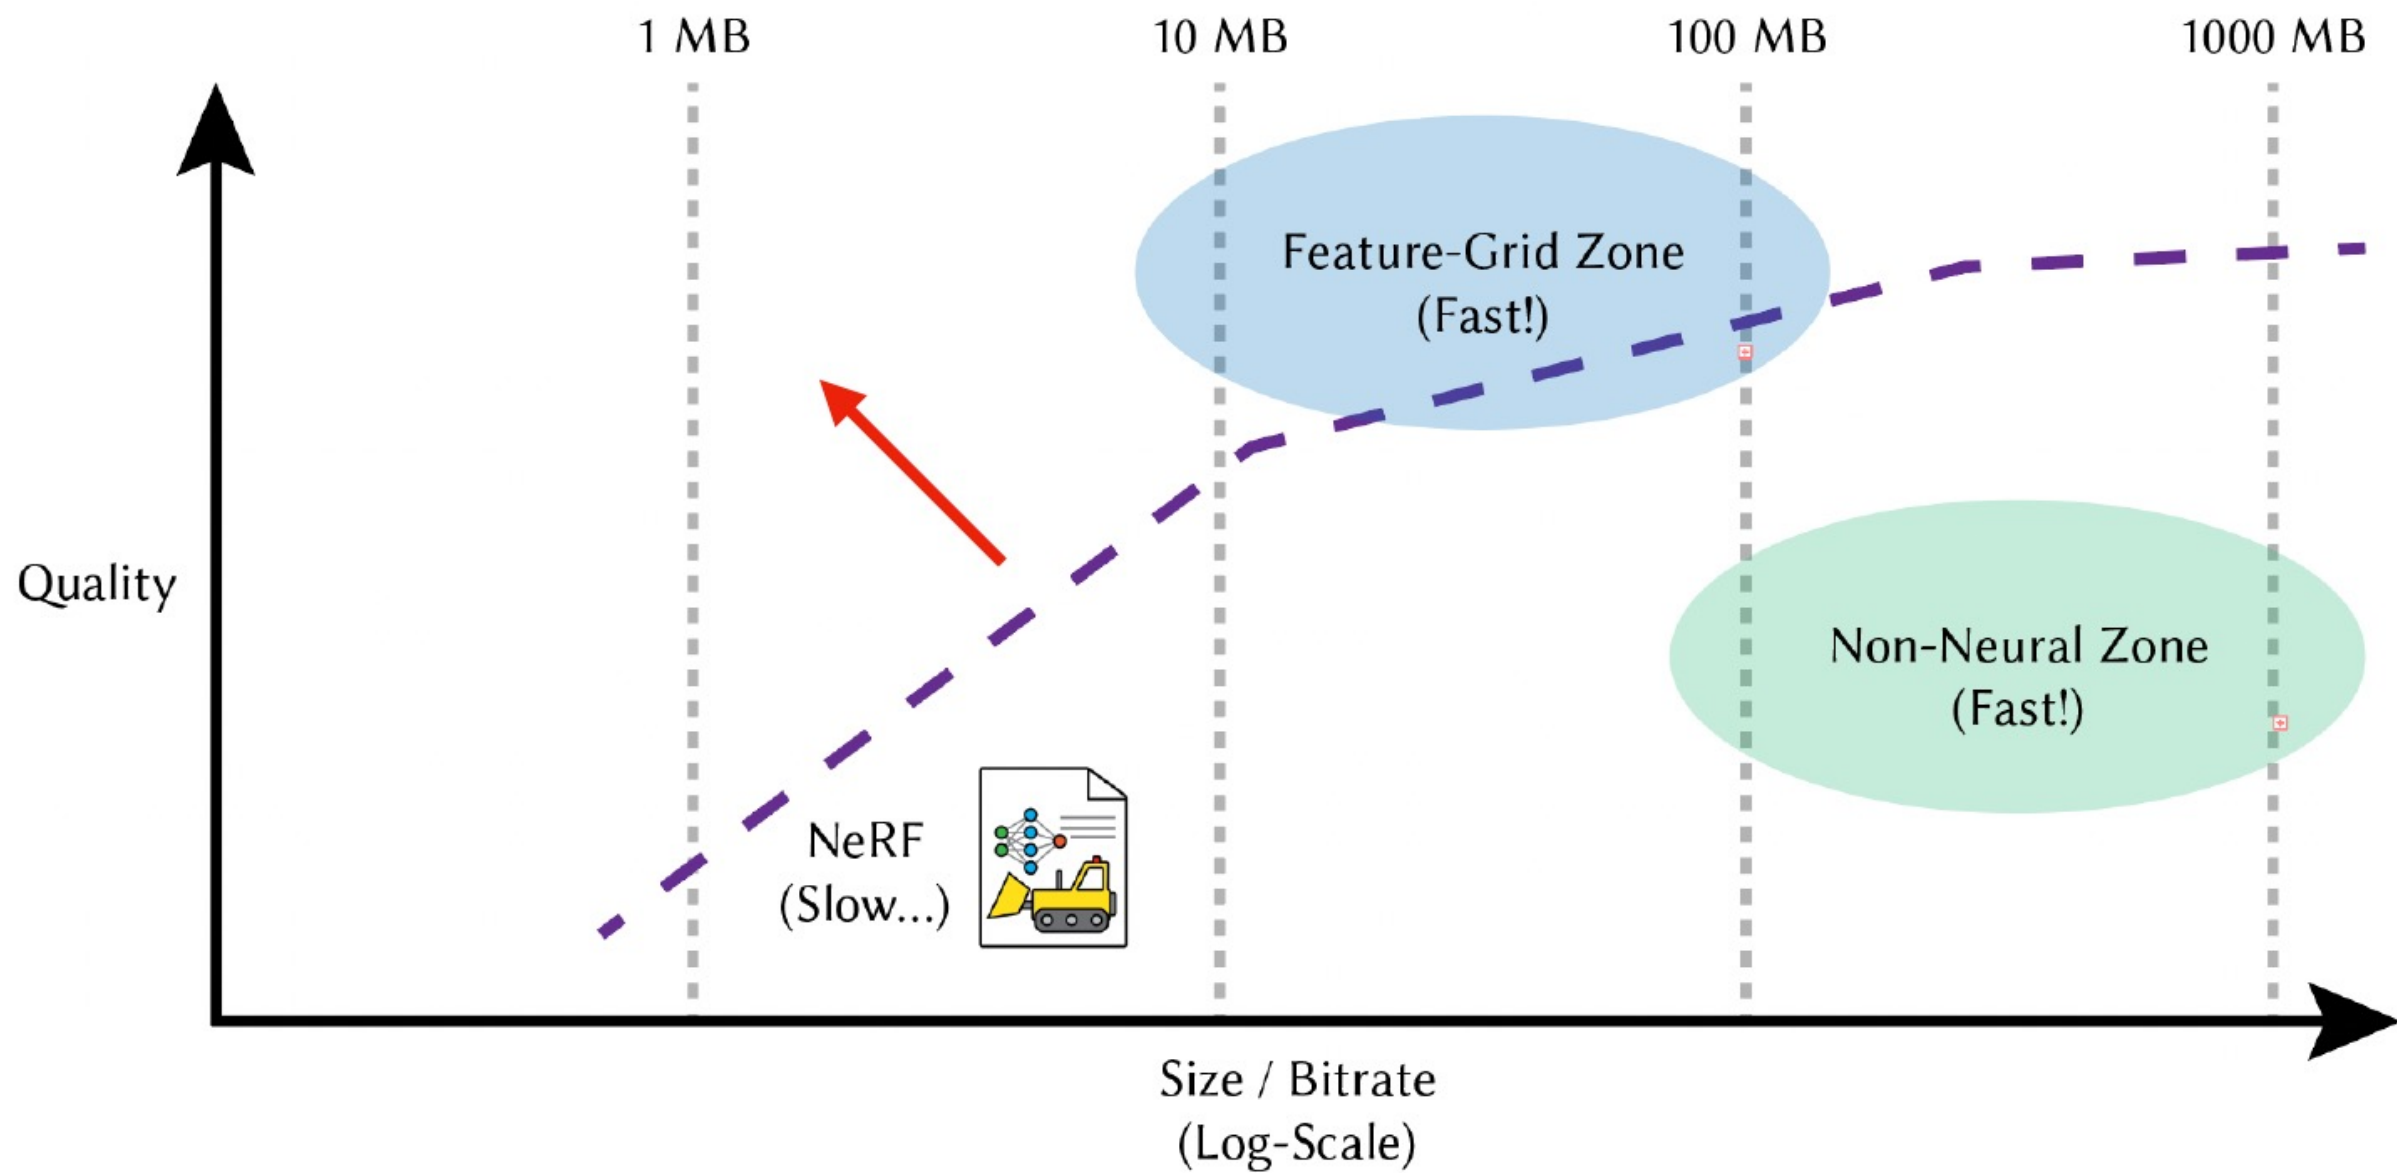 1 MB
10 MB
100 MB
1000 MB
Feature-Grid Zone
(Fast!)
Quality
Non-Neural Zone
(Fast!)
NeRF
(Slow...)
Size / Bitrate
(Log-Scale)